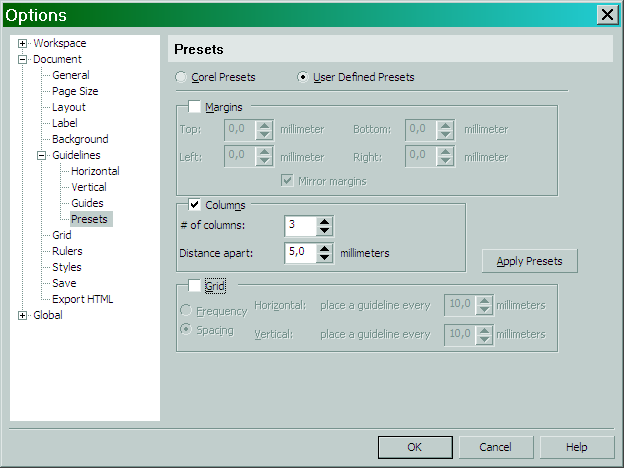 Options
Workspace
Document
General
Page Size
Layout
Label
Background
Guidelines
Horizontal
Vertical
Guides
Presets
Grid
Rulers
Styles
Save
Export HTML
Global
Presets
Corel Presets User Defined Presets
Margins
Top: 0,0 millimeter Bottom: 0,0 millimeter
Left: 0,0 millimeter Right: 0,0 millimeter
Mirror margins
Columns
# of columns: 3
Distance apart: 5,0 millimeters
Apply Presets
Grid
Frequency
Spacing
Horizontal: place a guideline every 10,0 millimeters
Vertical: place a guideline every 10,0 millimeters
OK Cancel Help